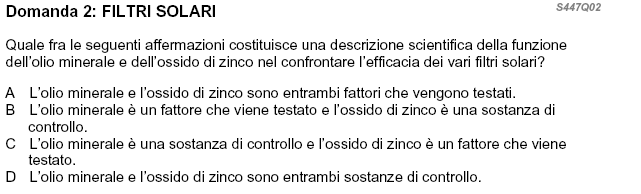 Domanda 2: FILTRI SOLARI
S447Q02
Quale fra le seguenti affermazioni costituisce una descrizione scientifica della funzione
dell'olio minerale e dell'ossido di zinco nel confrontare l'efficacia dei vari filtri solari?
A L'olio minerale e l'ossido di zinco sono entrambi fattori che vengono testati.
B L'olio minerale è un fattore che viene testato e l'ossido di zinco è una sostanza di
controllo.
C L'olio minerale è una sostanza di controllo e l'ossido di zinco è un fattore che viene
testato.
D L'olio minerale e l'ossido di zinco sono entrambi sostanze di controllo.